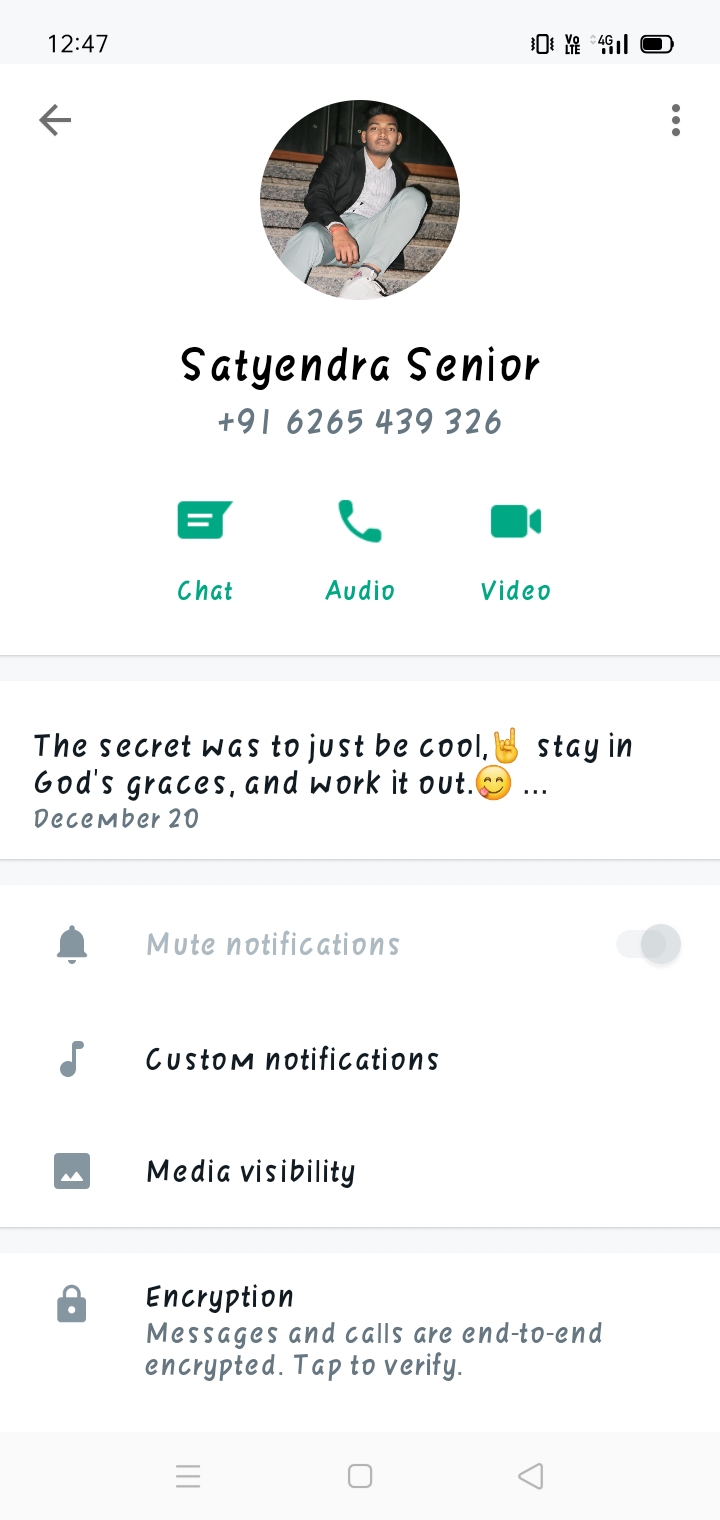 12:47
Vo LTE 4G
Satyendra Senior
+91 6265 439 326
Chat Audio Video
The secret was to just be cool,🤘 stay in
God's graces, and work it out.😋 ...
December 20
Mute notifications
Custom notifications
Media visibility
Encryption
Messages and calls are end-to-end
encrypted. Tap to verify.